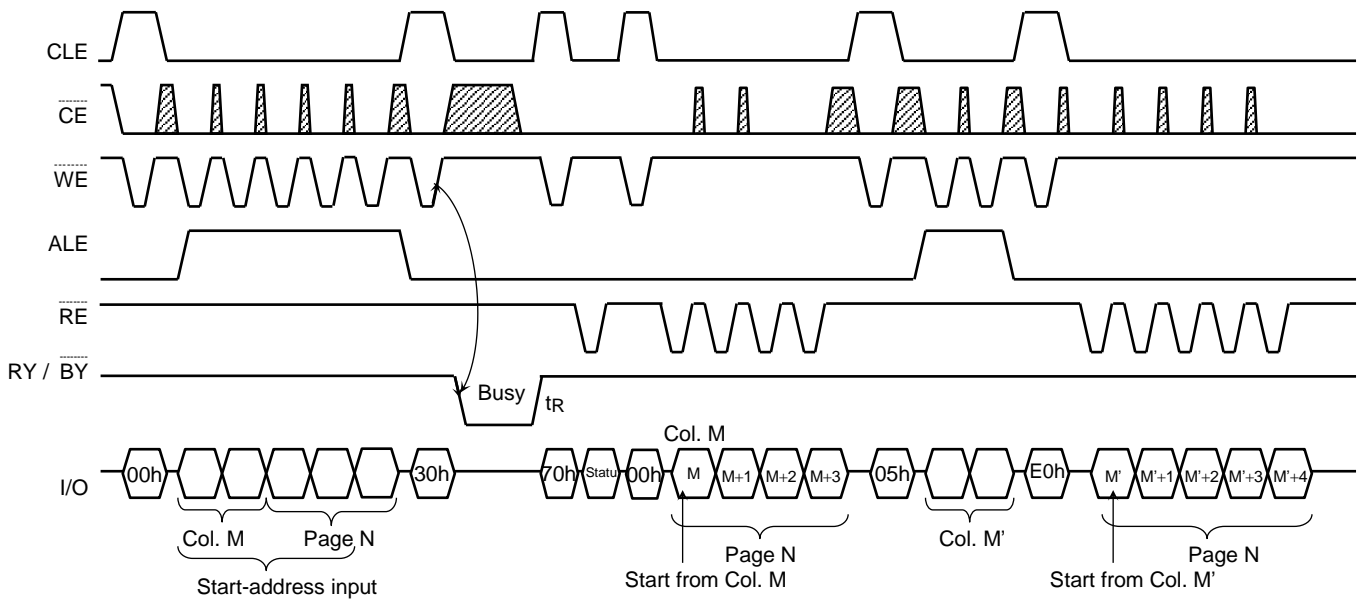 CLE
CE
WE
ALE
RE
RY / BY
Busy
tR
Col. M
I/O
00h
30h
70h
Statu
00h
M
M+1
M+2
M+3
05h
E0h
M'
M'+1
M'+2
M'+3
M'+4
Col. M
Page N
Col. M'
Page N
Page N
Start-address input
Start from Col. M
Start from Col. M'